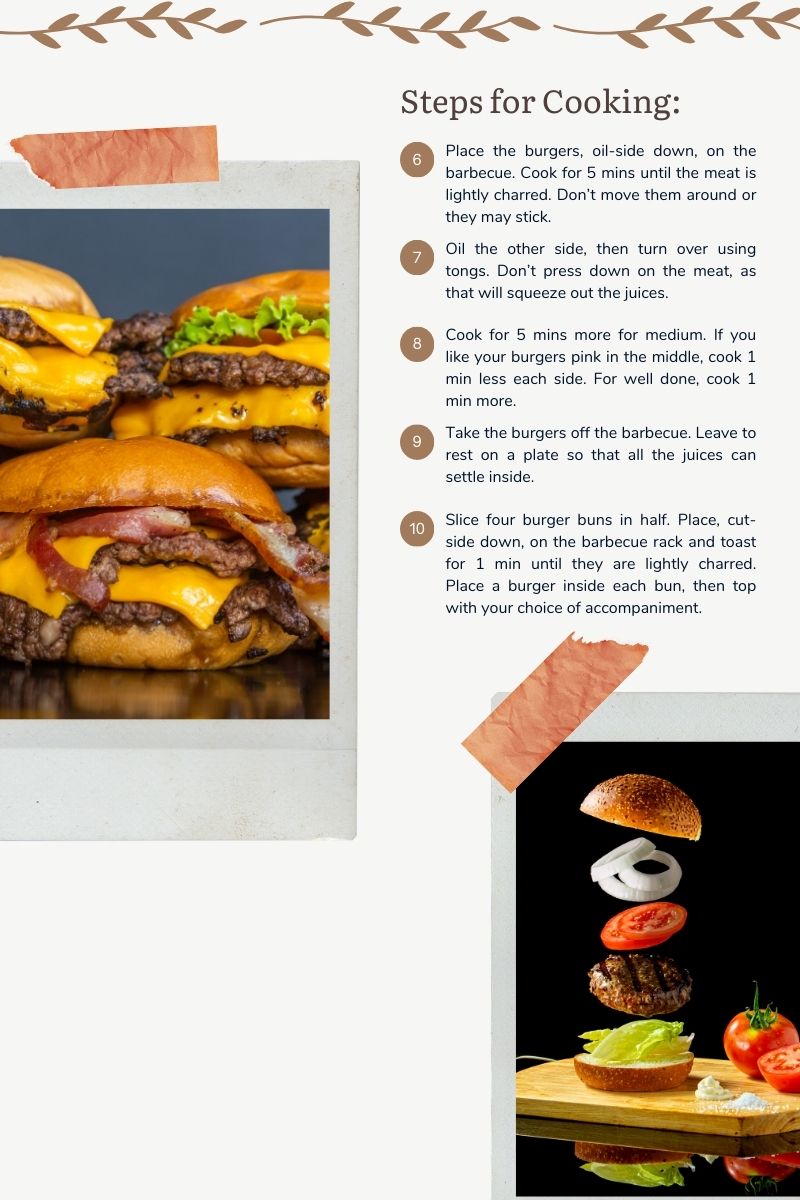 Steps for Cooking:
6
Place the burgers, oil-side down, on the
barbecue. Cook for 5 mins until the meat is
lightly charred. Don’t move them around or
they may stick.
7
Oil the other side, then turn over using
tongs. Don’t press down on the meat, as
that will squeeze out the juices.
8
Cook for 5 mins more for medium. If you
like your burgers pink in the middle, cook 1
min less each side. For well done, cook 1
min more.
9
Take the burgers off the barbecue. Leave to
rest on a plate so that all the juices can
settle inside.
10
Slice four burger buns in half. Place, cut-
side down, on the barbecue rack and toast
for 1 min until they are lightly charred.
Place a burger inside each bun, then top
with your choice of accompaniment.